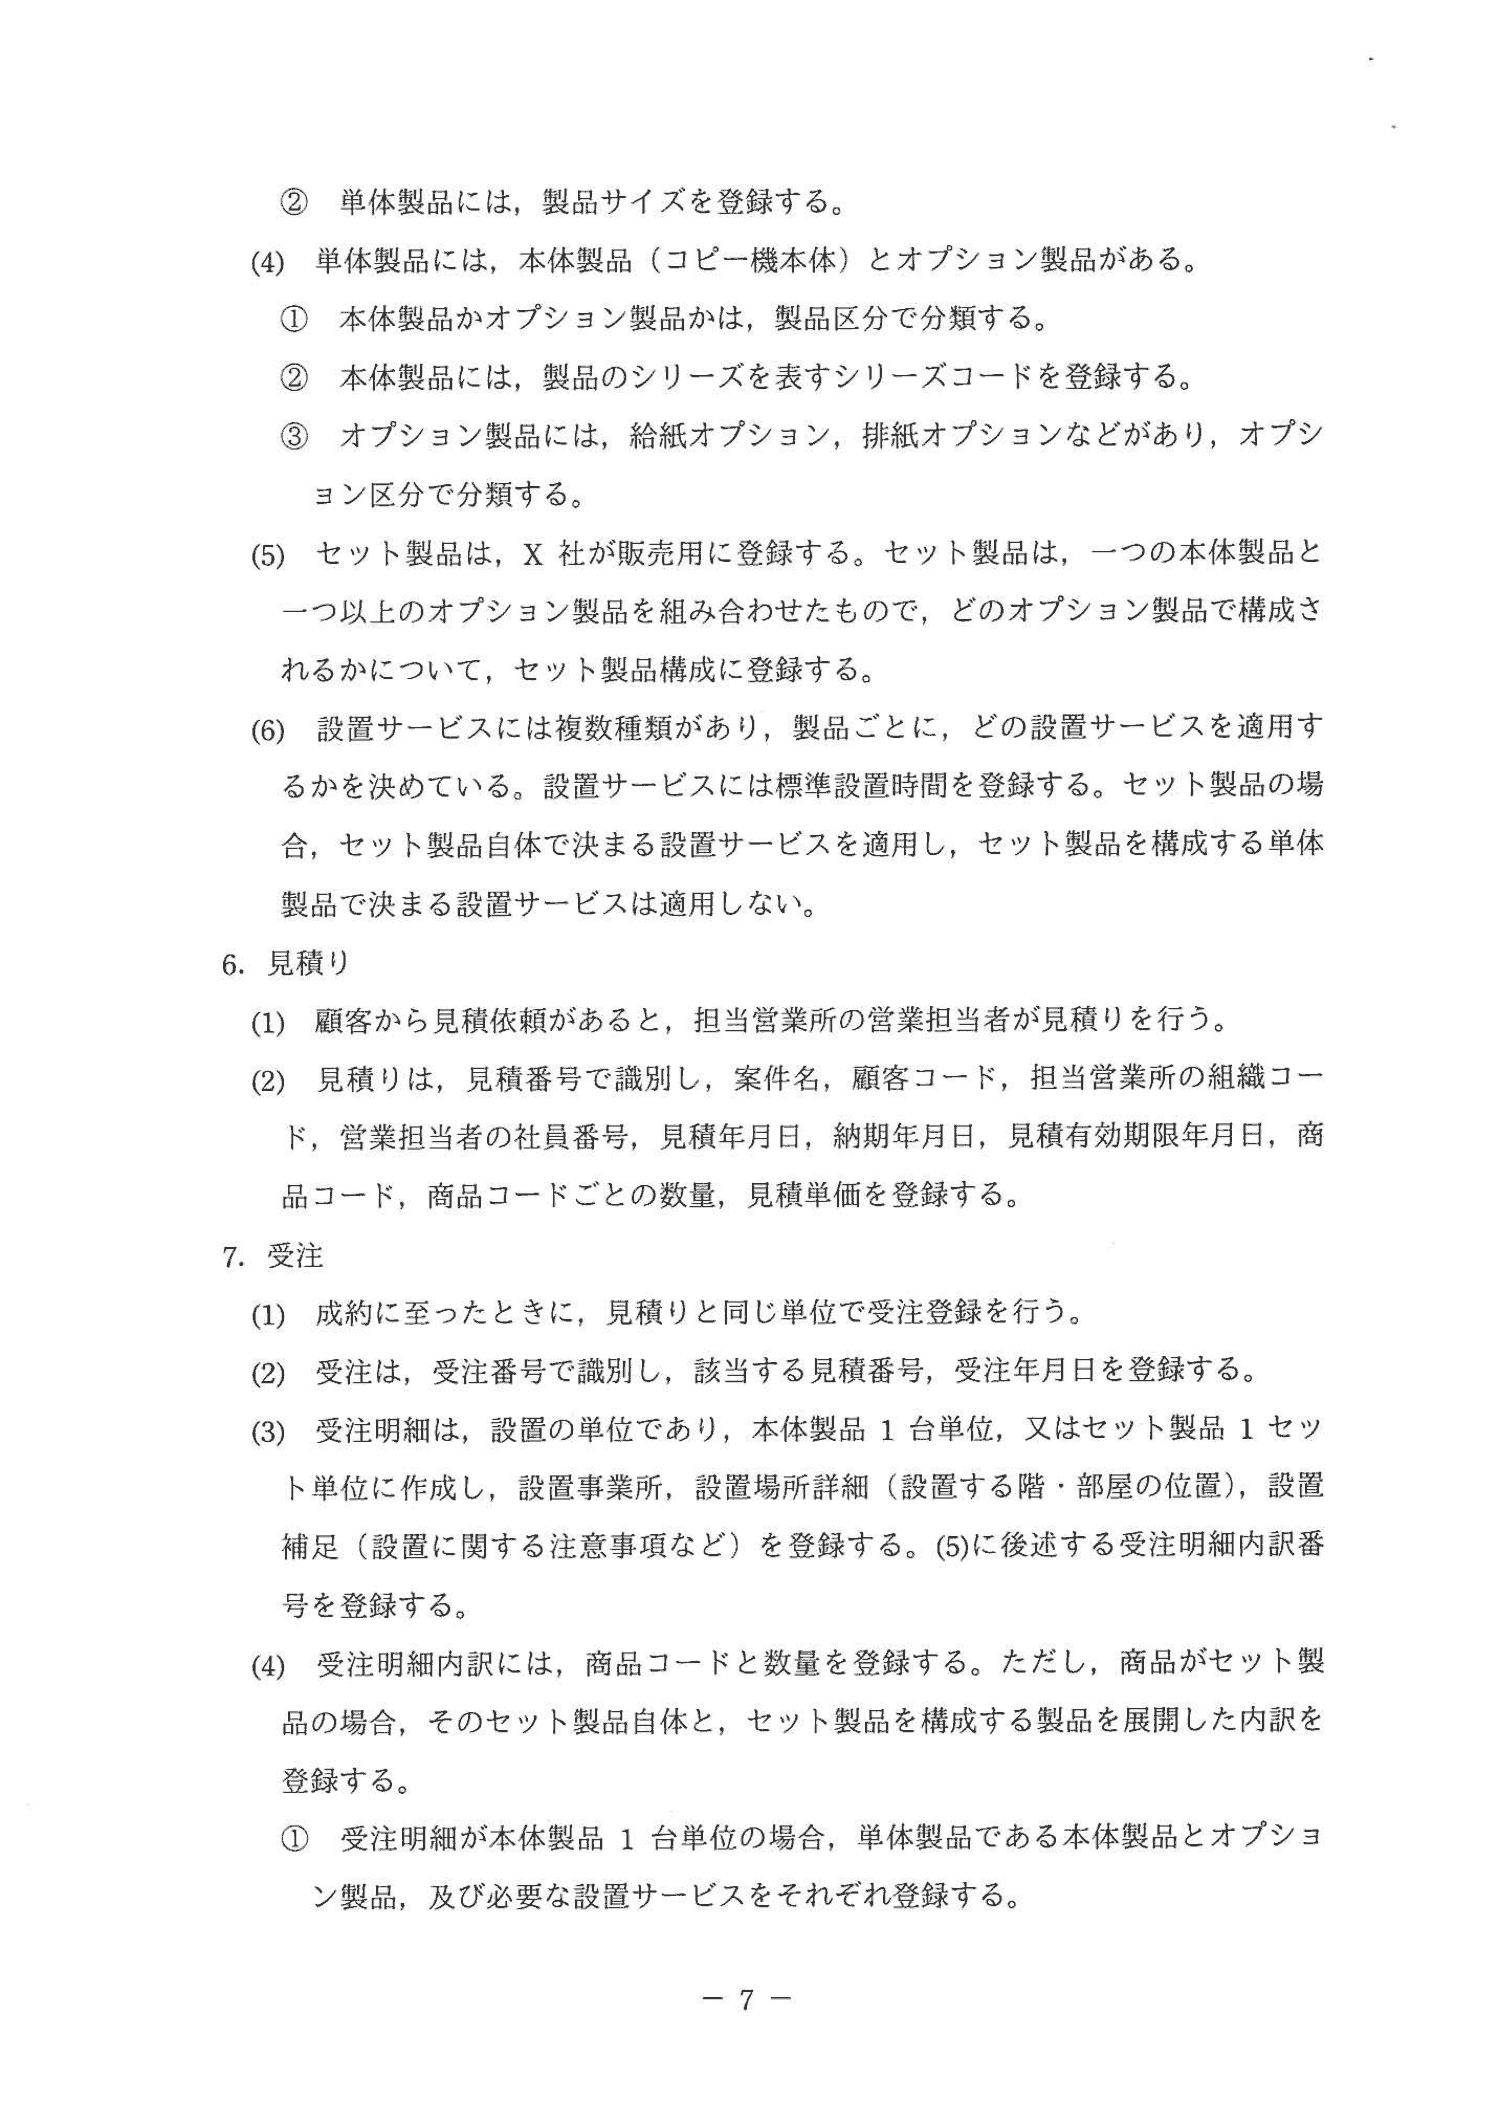 ② 単体製品には，製品サイズを登録する。
(4) 単体製品には，本体製品（コピー機本体）とオプション製品がある。
① 本体製品かオプション製品かは，製品区分で分類する。
② 本体製品には，製品のシリーズを表すシリーズコードを登録する。
③ オプション製品には，給紙オプション，排紙オプションなどがあり，オプシ
ョン区分で分類する。
(5) セット製品は，X 社が販売用に登録する。セット製品は，一つの本体製品と
一つ以上のオプション製品を組み合わせたもので，どのオプション製品で構成さ
れるかについて，セット製品構成に登録する。
(6) 設置サービスには複数種類があり，製品ごとに，どの設置サービスを適用す
るかを決めている。設置サービスには標準設置時間を登録する。セット製品の場
合，セット製品自体で決まる設置サービスを適用し，セット製品を構成する単体
製品で決まる設置サービスは適用しない。
6. 見積り
(1) 顧客から見積依頼があると，担当営業所の営業担当者が見積りを行う。
(2) 見積りは，見積番号で識別し，案件名，顧客コード，担当営業所の組織コー
ド，営業担当者の社員番号，見積年月日，納期年月日，見積有効期限年月日，商
品コード，商品コードごとの数量，見積単価を登録する。
7. 受注
(1) 成約に至ったときに，見積りと同じ単位で受注登録を行う。
(2) 受注は，受注番号で識別し，該当する見積番号，受注年月日を登録する。
(3) 受注明細は，設置の単位であり，本体製品 1 台単位，又はセット製品 1 セッ
ト単位に作成し，設置事業所，設置場所詳細（設置する階・部屋の位置），設置
補足（設置に関する注意事項など）を登録する。(5)に後述する受注明細内訳番
号を登録する。
(4) 受注明細内訳には，商品コードと数量を登録する。ただし，商品がセット製
品の場合，そのセット製品自体と，セット製品を構成する製品を展開した内訳を
登録する。
① 受注明細が本体製品 1 台単位の場合，単体製品である本体製品とオプショ
ン製品，及び必要な設置サービスをそれぞれ登録する。
－ 7 －